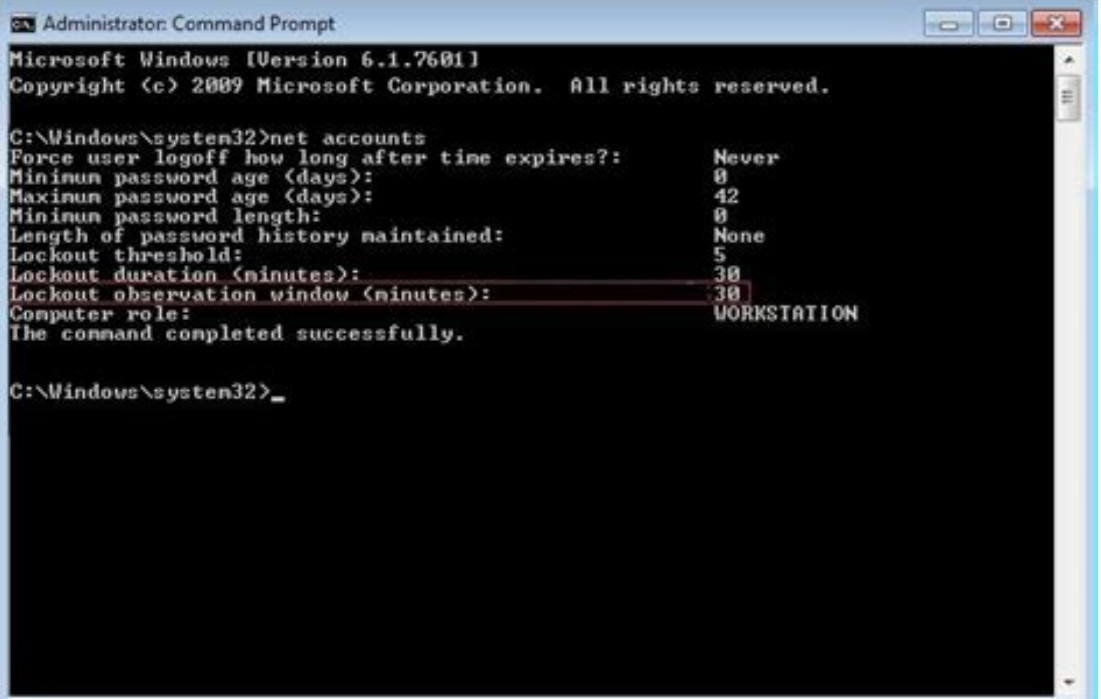 Administrator: Command Prompt
Microsoft Windows [Version 6.1.7601]
Copyright (c) 2009 Microsoft Corporation. All rights reserved.
C:\Windows\system32>net accounts
Force user logoff how long after time expires?: Never
Minimum password age (days): 0
Maximum password age (days): 42
Minimum password length: 0
Length of password history maintained: None
Lockout threshold: 5
Lockout duration (minutes): 30
Lockout observation window (minutes): 30
Computer role: WORKSTATION
The command completed successfully.
C:\Windows\system32>_